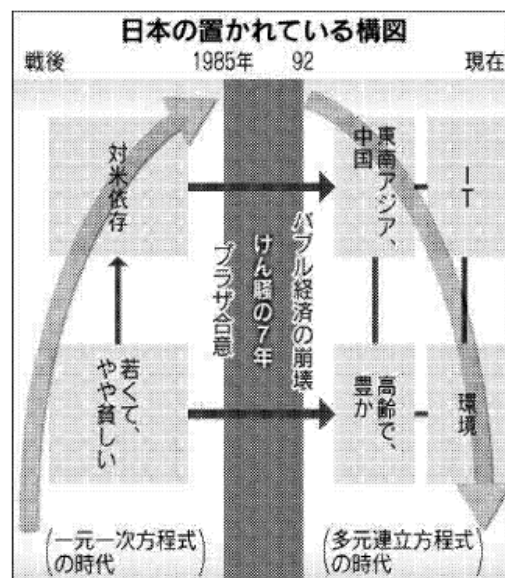 日本の置かれている構図
戦後
1985年
92
現在
対米依存
若くて、
やや貧しい
プラザ合意
けん騒の7年
バブル経済の崩壊
東南アジア、
中国
IT
高齢で、
豊か
環境
(一元一次方程式)
の時代
(多元連立方程式)
の時代